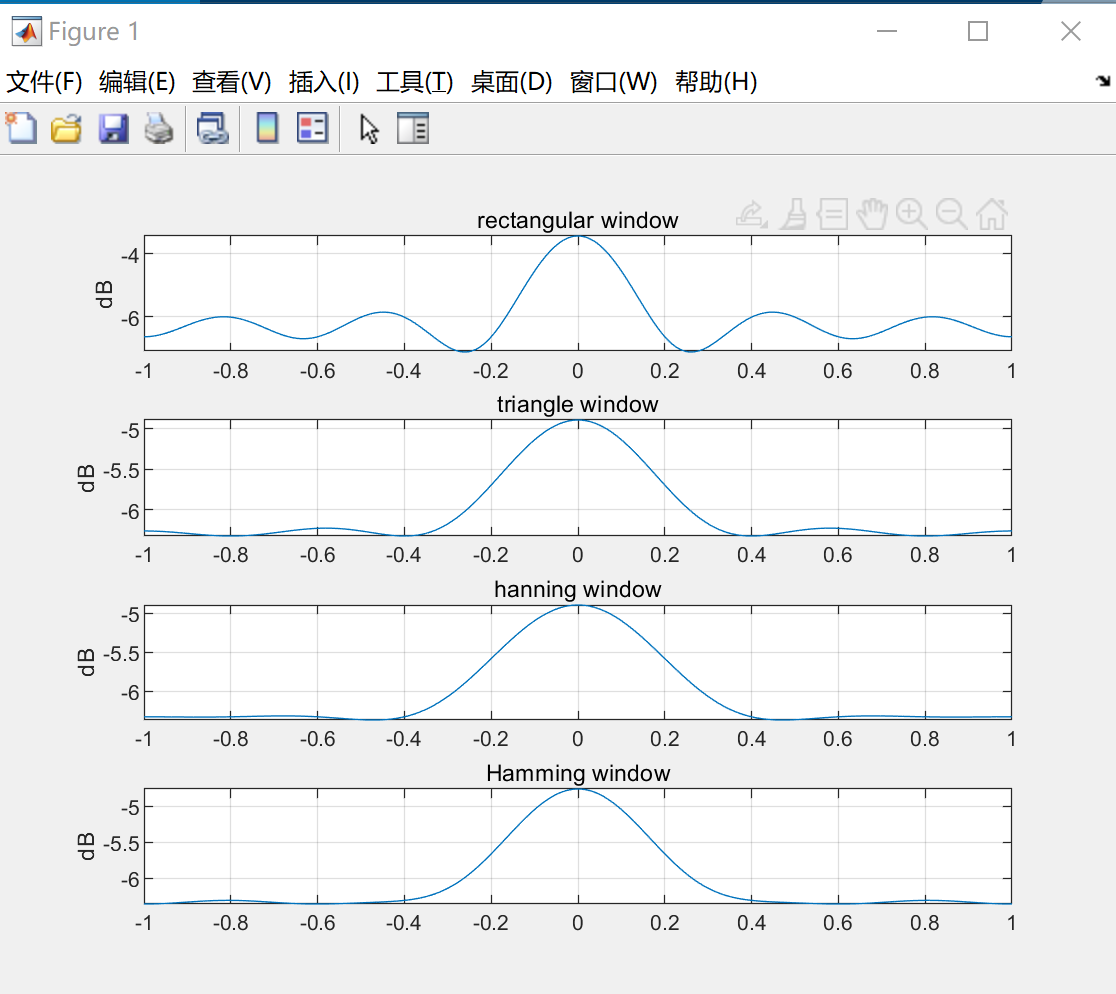 Figure 1
文件(F) 编辑(E) 查看(V) 插入(I) 工具(T) 桌面(D) 窗口(W) 帮助(H)
rectangular window
-4
dB
-6
-1 -0.8 -0.6 -0.4 -0.2 0 0.2 0.4 0.6 0.8 1
triangle window
-5
dB -5.5
-6
-1 -0.8 -0.6 -0.4 -0.2 0 0.2 0.4 0.6 0.8 1
hanning window
-5
dB -5.5
-6
-1 -0.8 -0.6 -0.4 -0.2 0 0.2 0.4 0.6 0.8 1
Hamming window
-5
dB -5.5
-6
-1 -0.8 -0.6 -0.4 -0.2 0 0.2 0.4 0.6 0.8 1